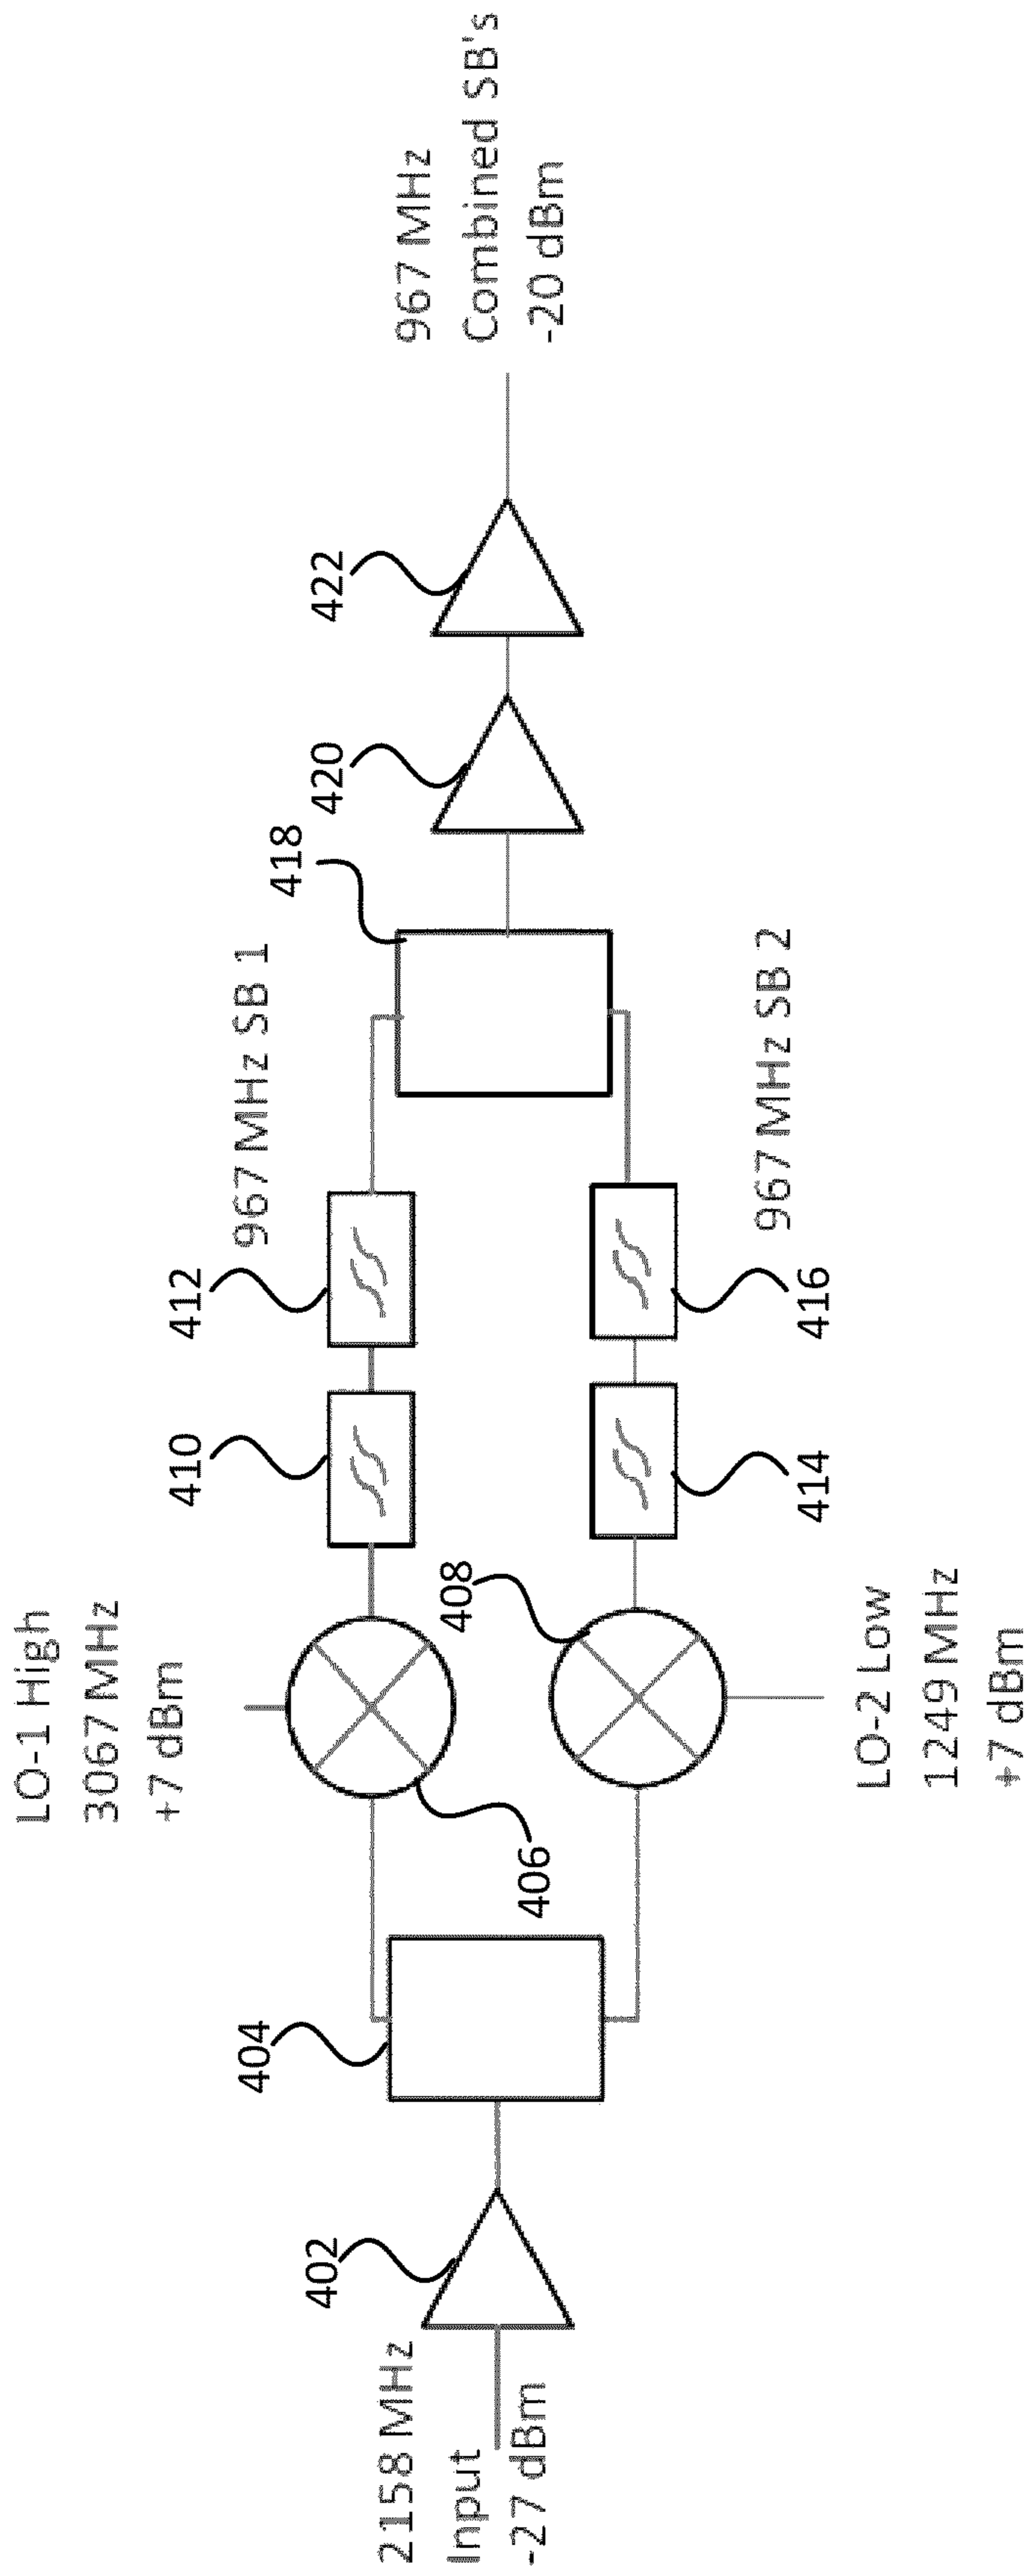 LO-1 High
3067 MHz
+7 dBm
404
406
410
412
967 MHz SB 1
418
420
422
402
2158 MHz
Input
-27 dBm
408
967 MHz
Combined SB's
-20 dBm
414
416
967 MHz SB 2
LO-2 Low
1249 MHz
+7 dBm